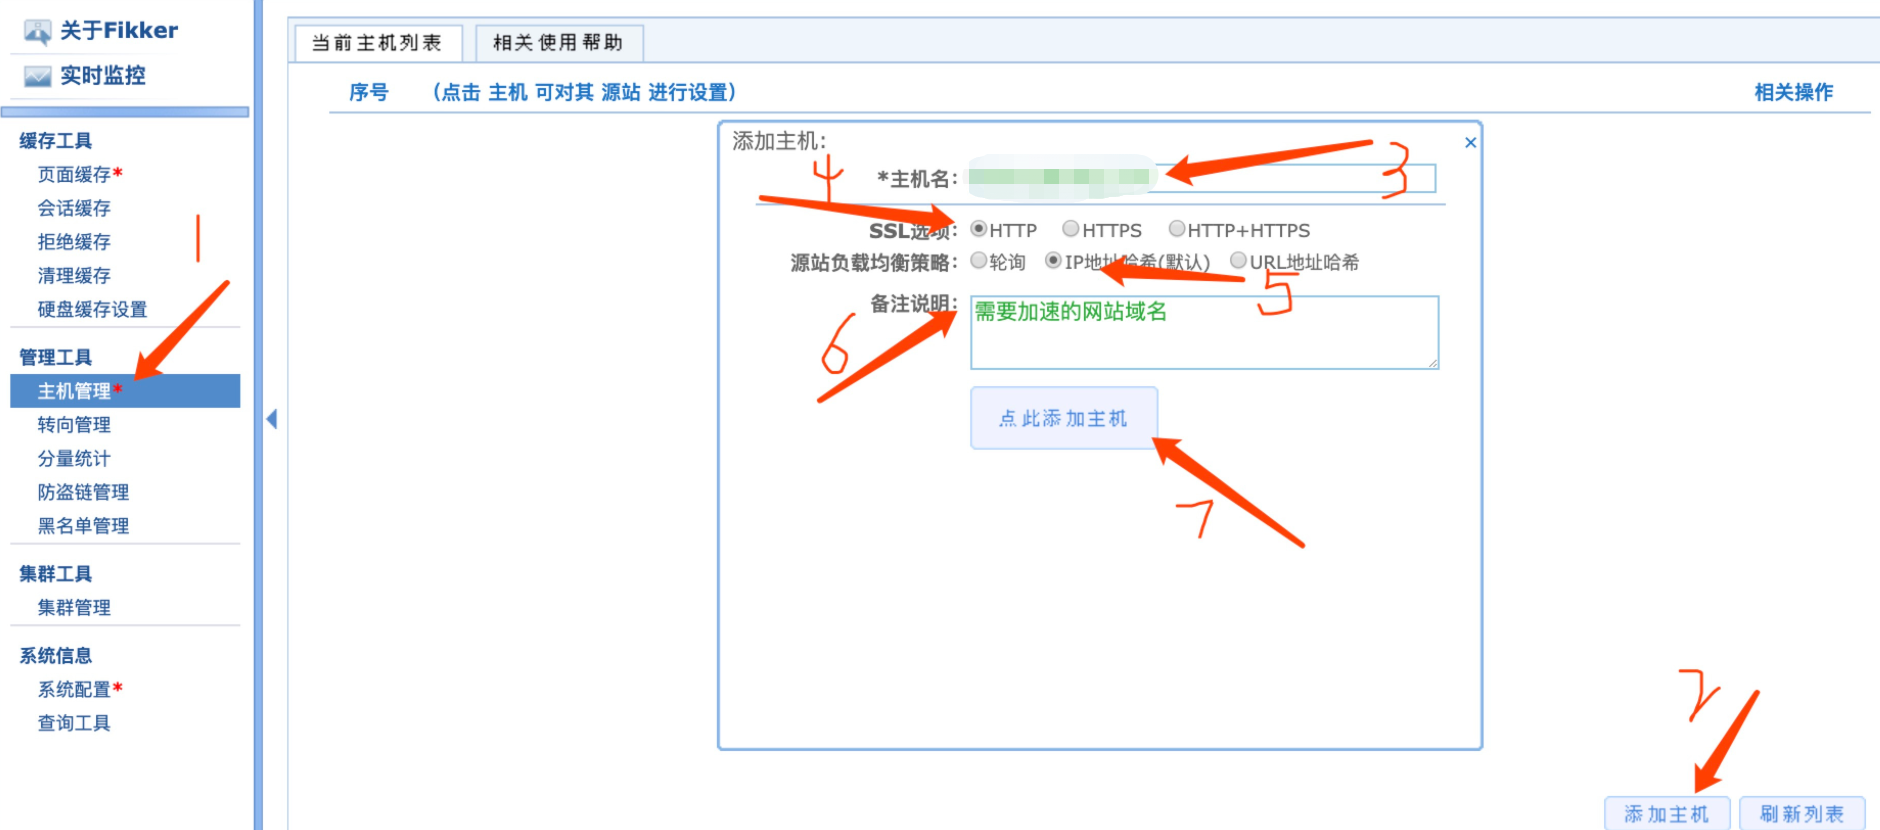 关于Fikker
实时监控
缓存工具
页面缓存*
会话缓存
拒绝缓存
清理缓存
硬盘缓存设置
管理工具
主机管理*
转向管理
分量统计
防盗链管理
黑名单管理
集群工具
集群管理
系统信息
系统配置*
查询工具
1
当前主机列表 相关使用帮助
序号 (点击 主机 可对其 源站 进行设置) 相关操作
添加主机: ×
4
*主机名: 3
SSL选项: HTTP HTTPS HTTP+HTTPS
源站负载均衡策略: 轮询 IP地址哈希(默认) URL地址哈希
5
备注说明: 需要加速的网站域名
6
点此添加主机
7
2
添加主机 刷新列表